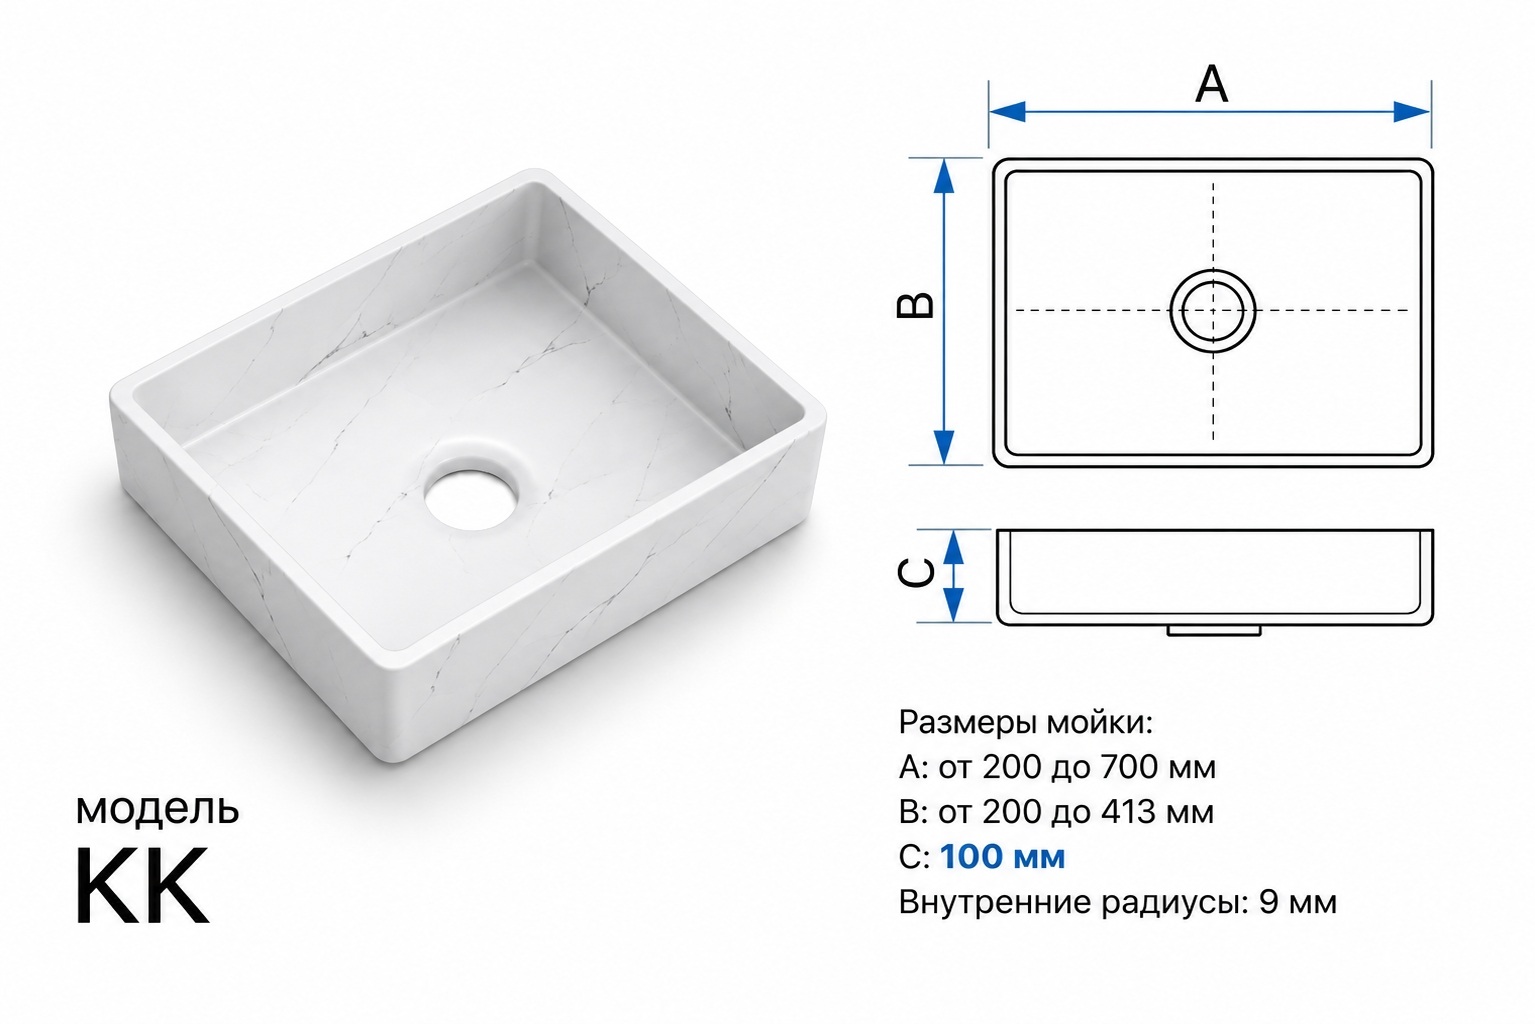 A
B
C
Размеры мойки:
A: от 200 до 700 мм
B: от 200 до 413 мм
C: 100 мм
Внутренние радиусы: 9 мм
модель
КК